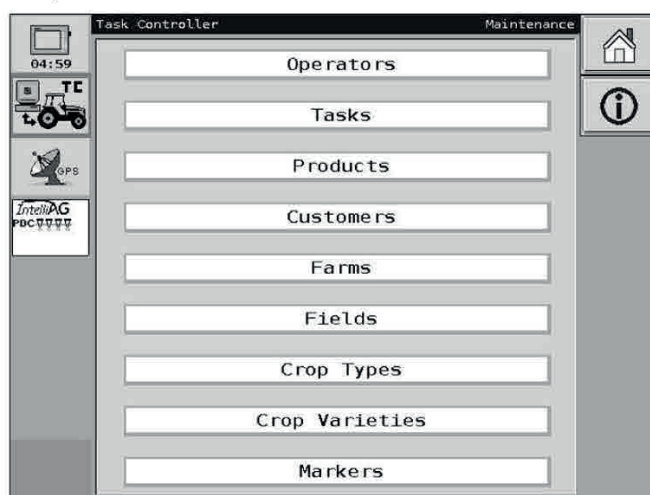 Task Controller Maintenance
04:59
TC
S
GPS
IntelliAG
PDC
Operators
Tasks
Products
Customers
Farms
Fields
Crop Types
Crop Varieties
Markers